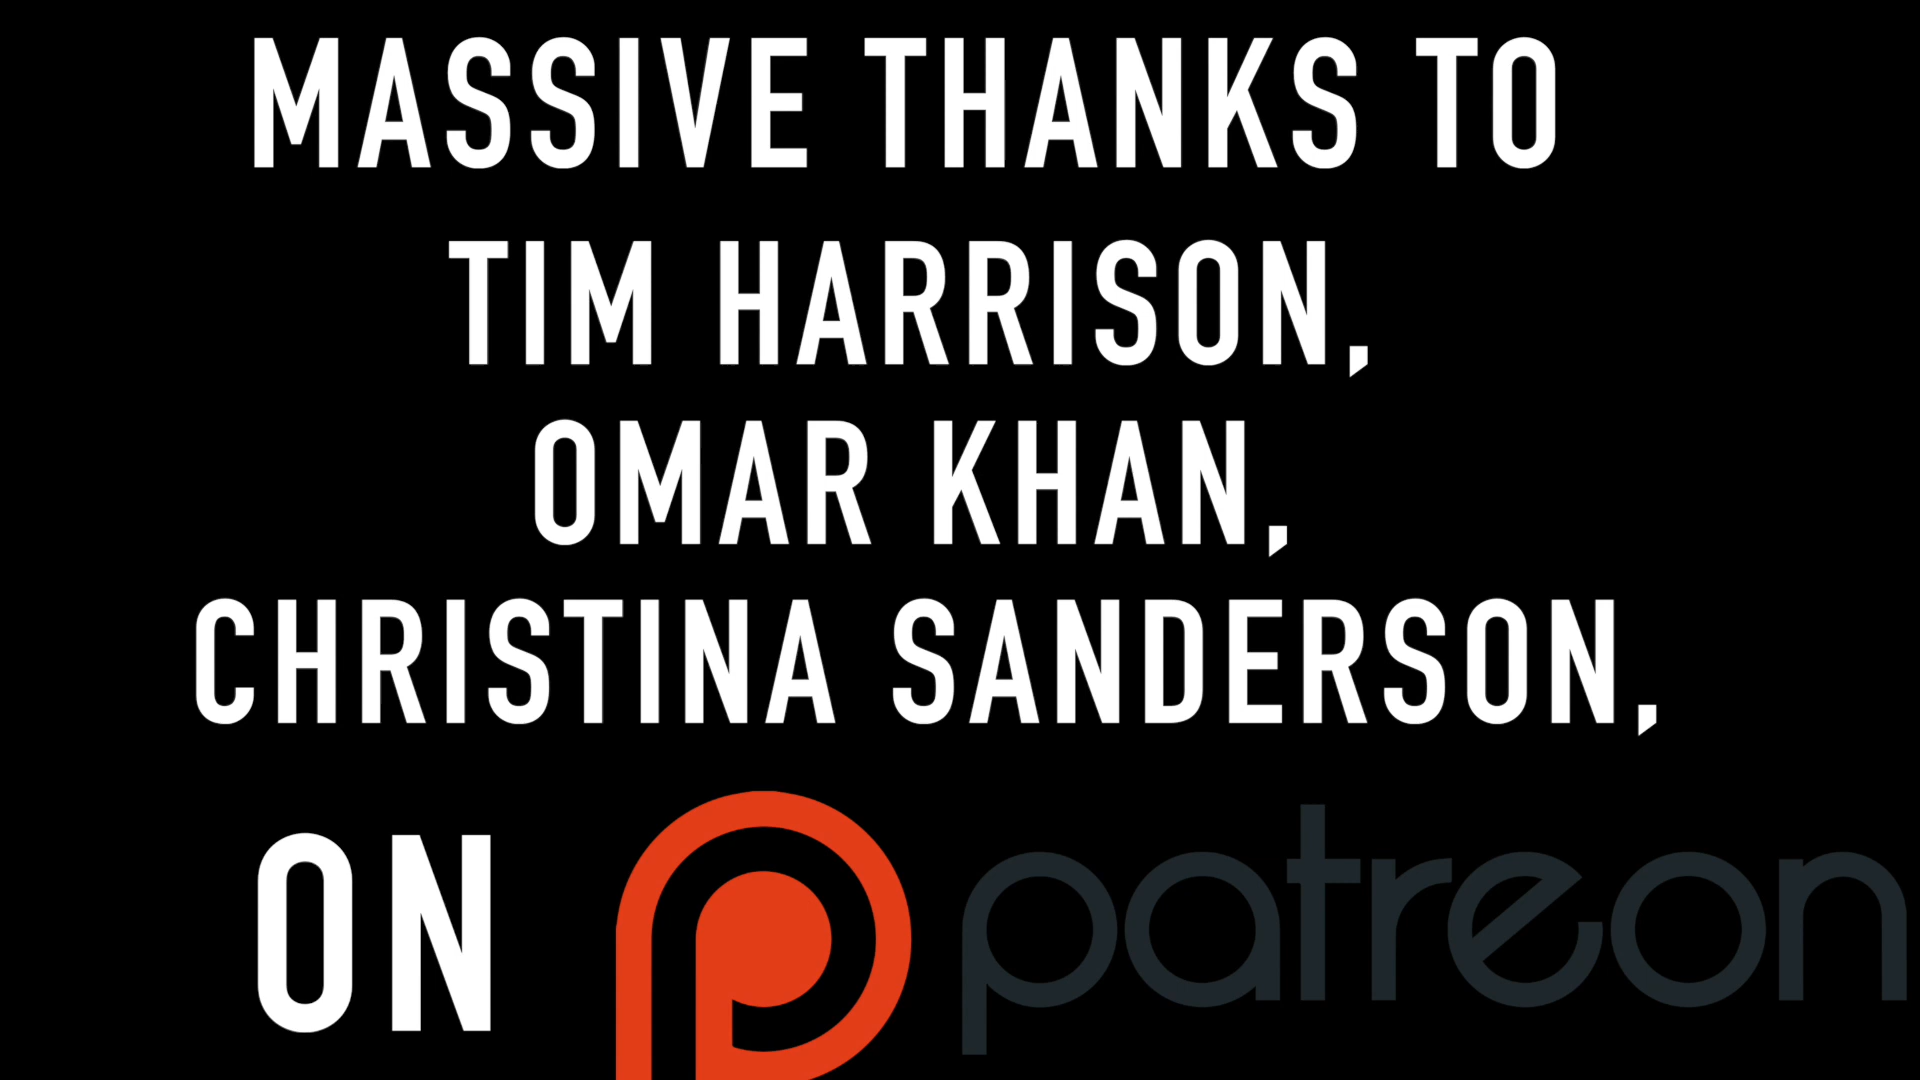 MASSIVE THANKS TO
TIM HARRISON,
OMAR KHAN,
CHRISTINA SANDERSON,
ON patreon